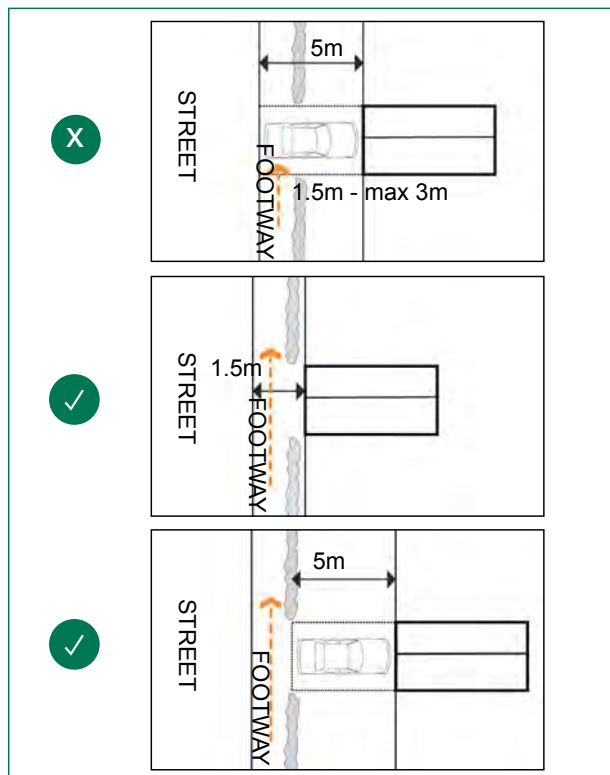 X
5m
STREET
FOOTWAY
1.5m - max 3m
✓
1.5m
STREET
FOOTWAY
✓
5m
STREET
FOOTWAY